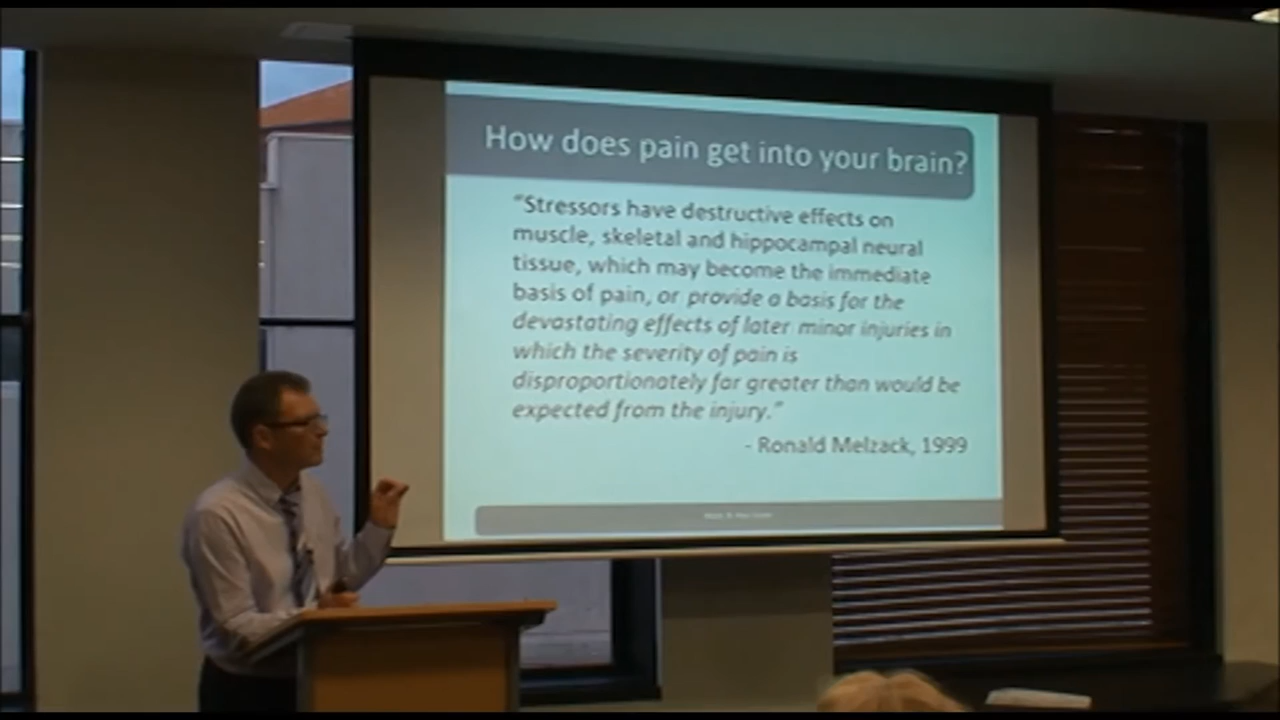 How does pain get into your brain?
"Stressors have destructive effects on
muscle, skeletal and hippocampal neural
tissue, which may become the immediate
basis of pain, or provide a basis for the
devastating effects of later minor injuries in
which the severity of pain is
disproportionately far greater than would be
expected from the injury."
- Ronald Melzack, 1999